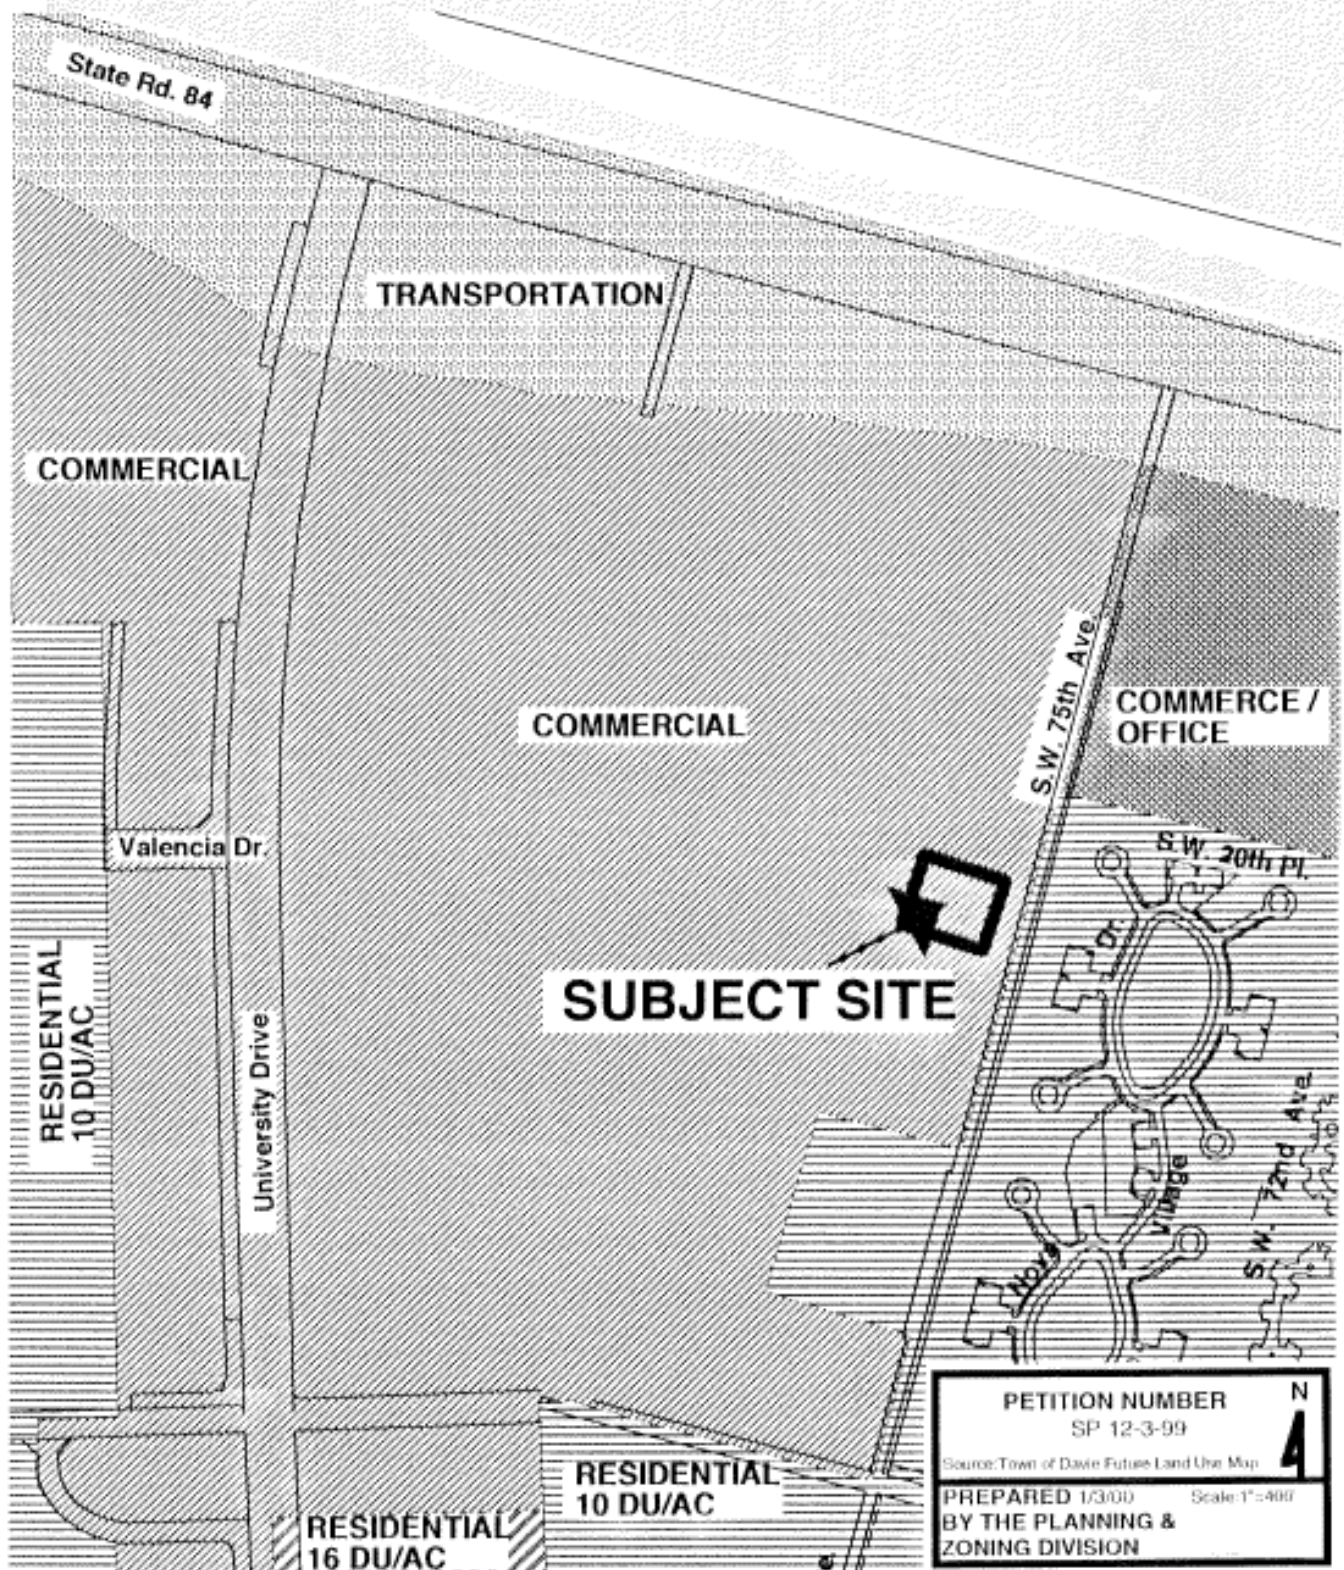 State Rd. 84
TRANSPORTATION
COMMERCIAL
S.W. 75th Ave.
COMMERCE /
OFFICE
COMMERCIAL
Valencia Dr.
S.W. 20th Pl.
Dr.
SUBJECT SITE
RESIDENTIAL
10 DU/AC
University Drive
S.W. 72nd Ave.
Village
Nova
PETITION NUMBER
N
SP 12-3-99
Source: Town of Davie Future Land Use Map
PREPARED 1/3/00
Scale: 1"=400'
BY THE PLANNING &
ZONING DIVISION
RESIDENTIAL
10 DU/AC
RESIDENTIAL
16 DU/AC